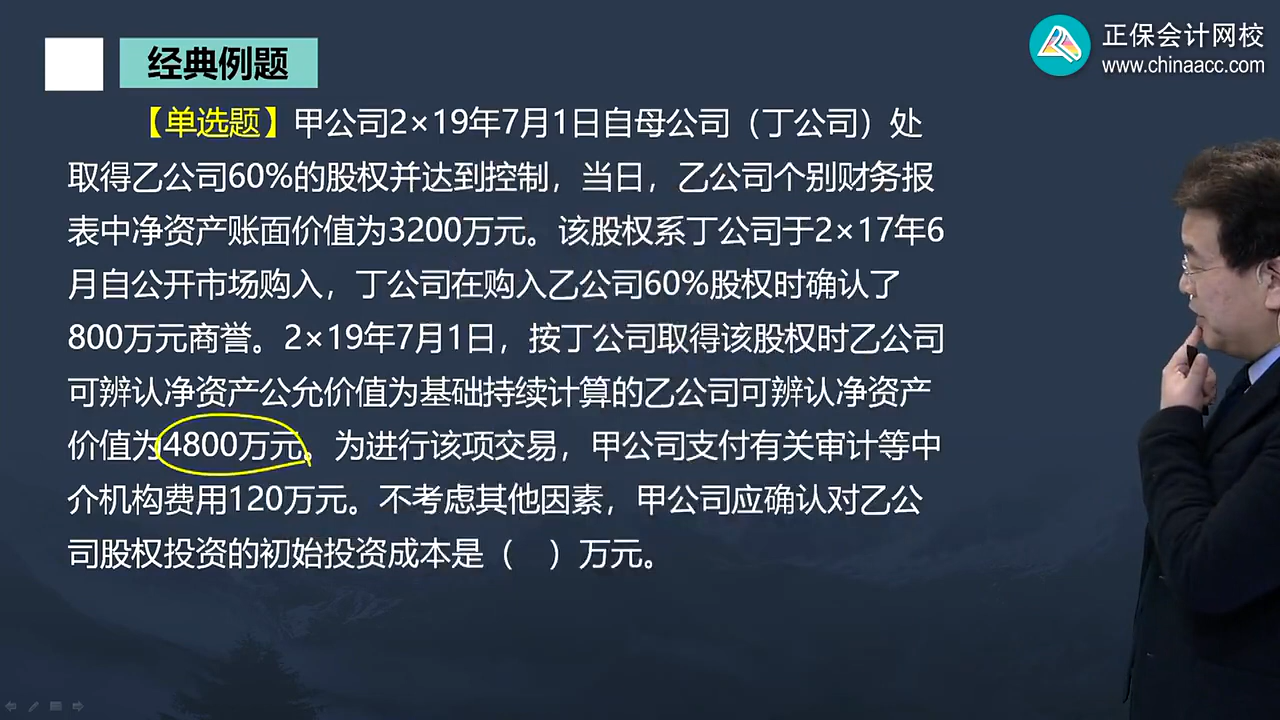 正保会计网校
www.chinaacc.com
经典例题
【单选题】甲公司2×19年7月1日自母公司（丁公司）处
取得乙公司60%的股权并达到控制，当日，乙公司个别财务报
表中净资产账面价值为3200万元。该股权系丁公司于2×17年6
月自公开市场购入，丁公司在购入乙公司60%股权时确认了
800万元商誉。2×19年7月1日，按丁公司取得该股权时乙公司
可辨认净资产公允价值为基础持续计算的乙公司可辨认净资产
价值为4800万元。为进行该项交易，甲公司支付有关审计等中
介机构费用120万元。不考虑其他因素，甲公司应确认对乙公
司股权投资的初始投资成本是（　）万元。